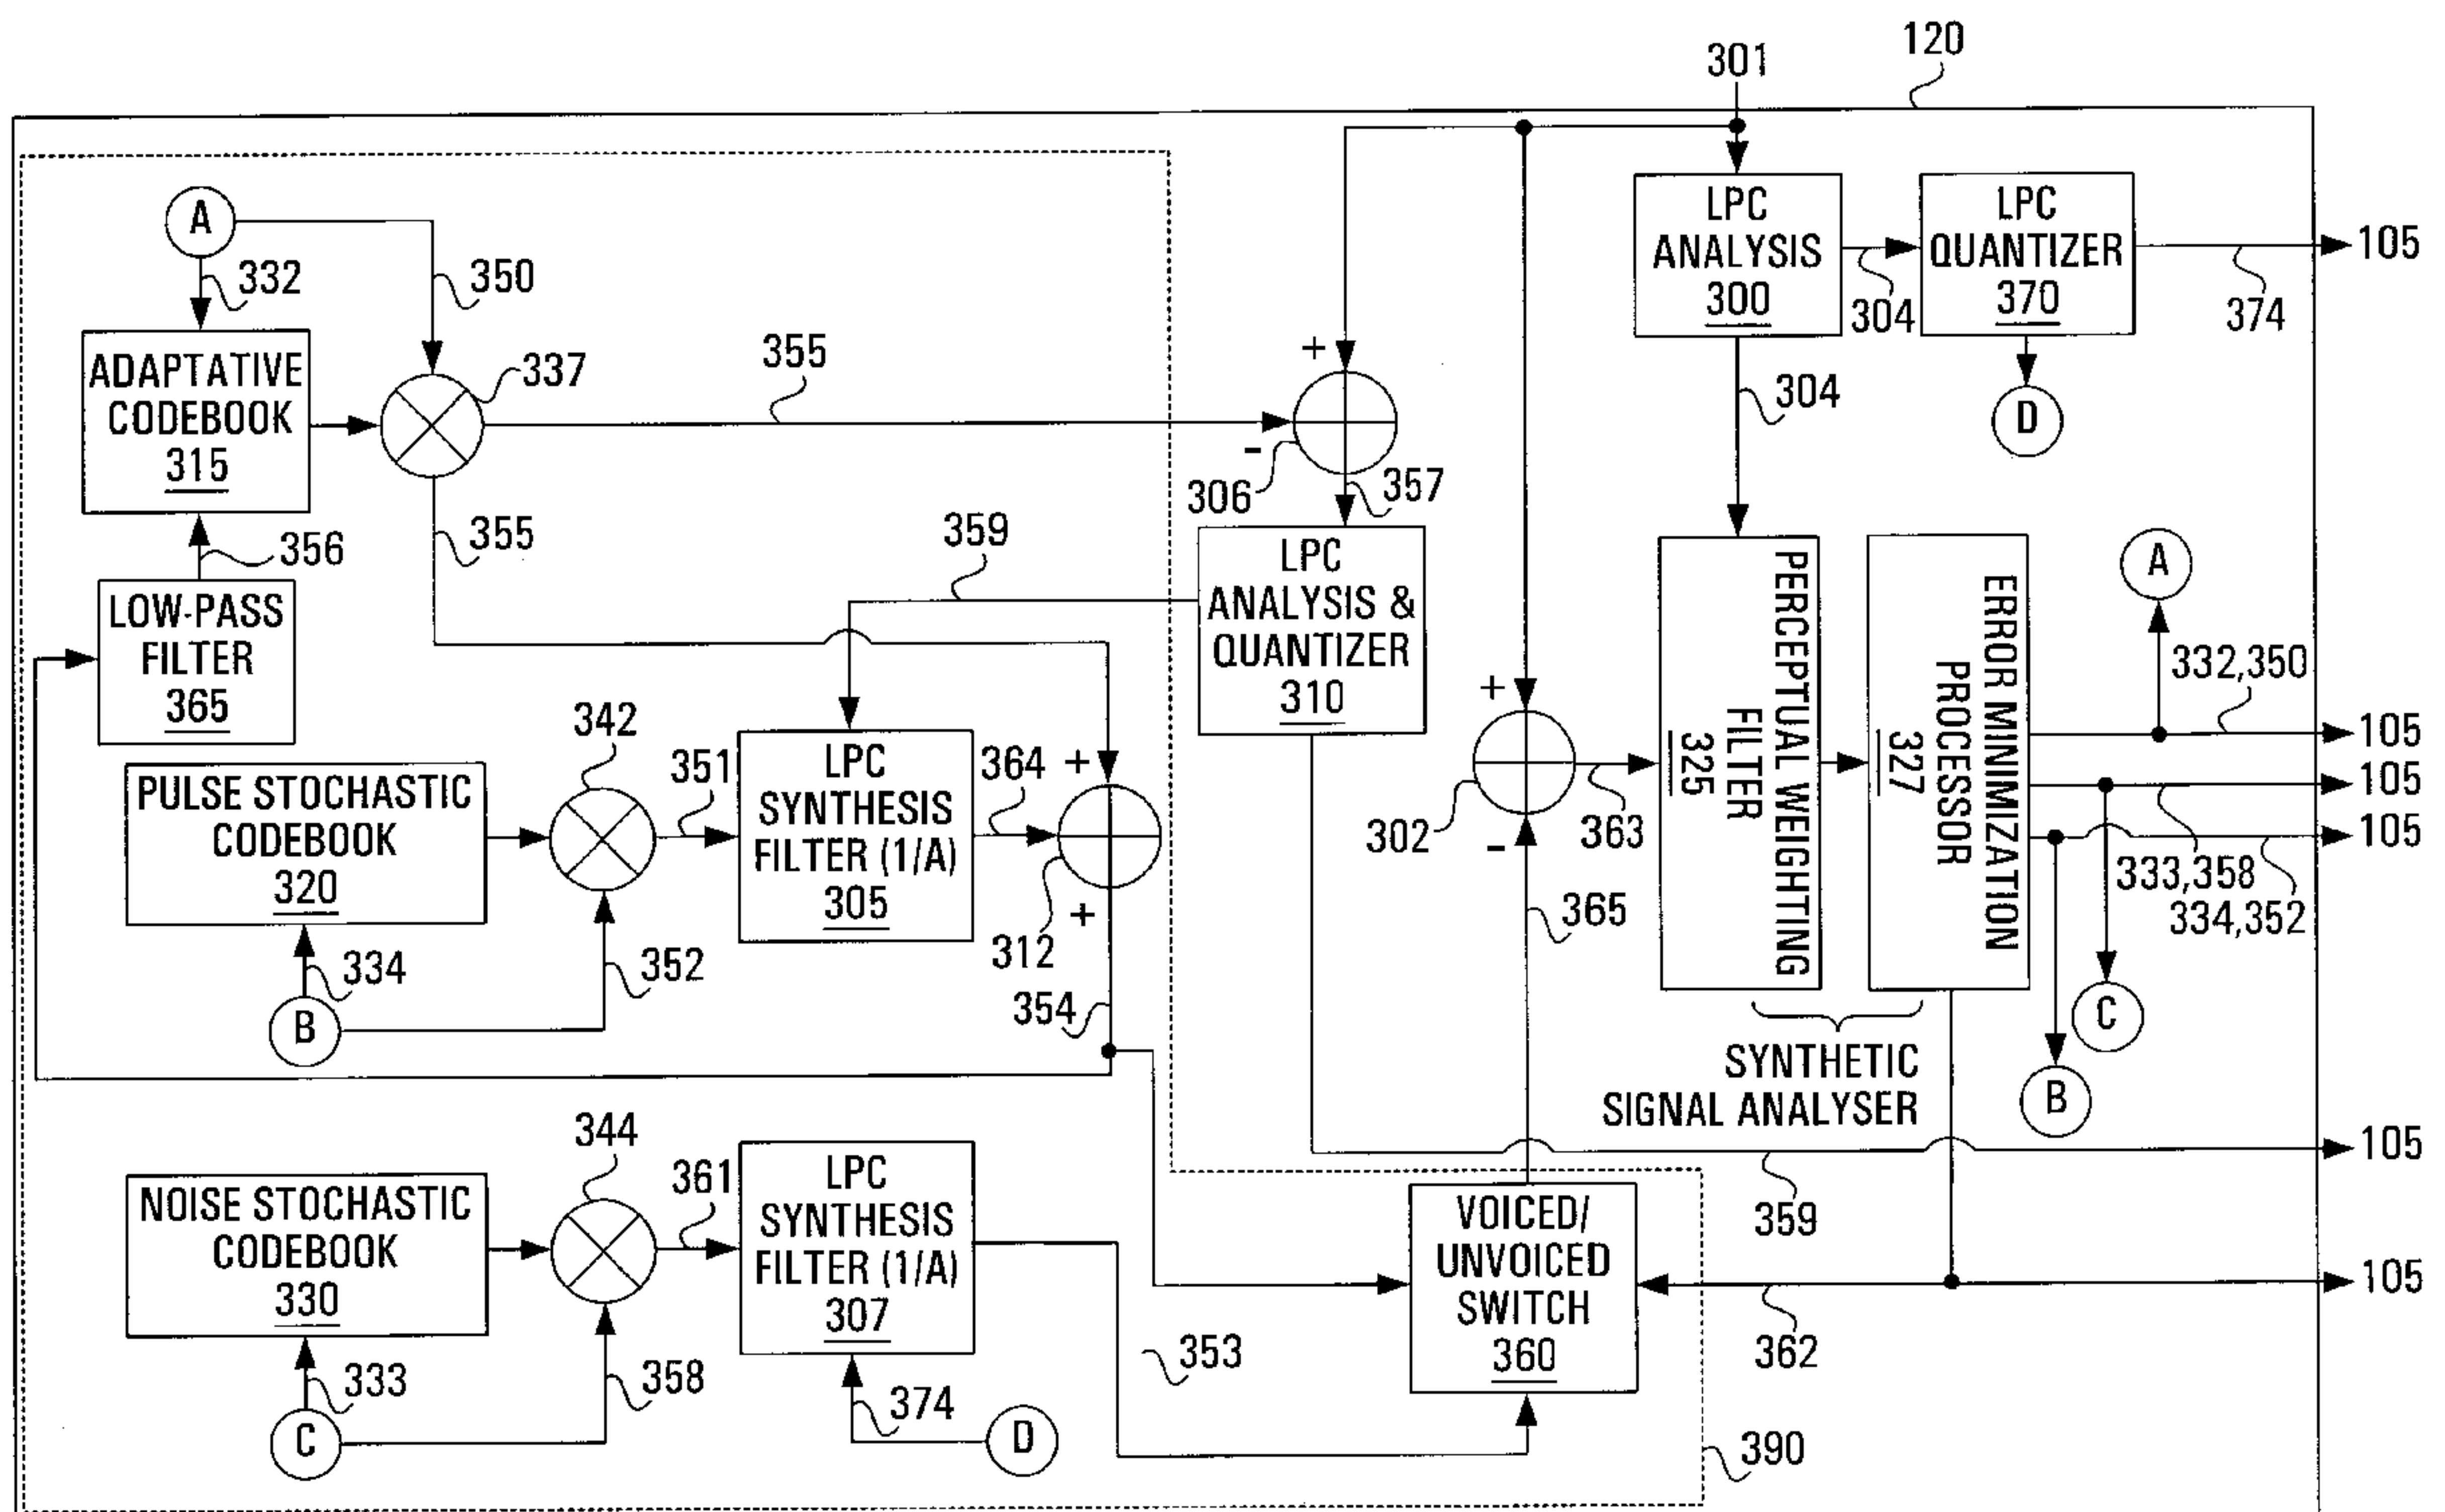 301
120
A
332
350
ADAPTATIVE
CODEBOOK
315
337
355
355
356
LOW-PASS
FILTER
365
+
-
306
357
LPC
ANALYSIS
300
304
LPC
QUANTIZER
370
374
105
304
D
359
LPC
ANALYSIS &
QUANTIZER
310
PERCEPTUAL WEIGHTING
FILTER
325
ERROR MINIMIZATION
PROCESSOR
327
A
332,350
105
105
105
333,358
334,352
C
B
+
-
302
363
365
PULSE STOCHASTIC
CODEBOOK
320
342
351
LPC
SYNTHESIS
FILTER (1/A)
305
364
+
+
312
354
334
352
B
SYNTHETIC
SIGNAL ANALYSER
105
359
NOISE STOCHASTIC
CODEBOOK
330
344
361
LPC
SYNTHESIS
FILTER (1/A)
307
353
VOICED/
UNVOICED
SWITCH
360
362
105
333
358
C
374
D
390